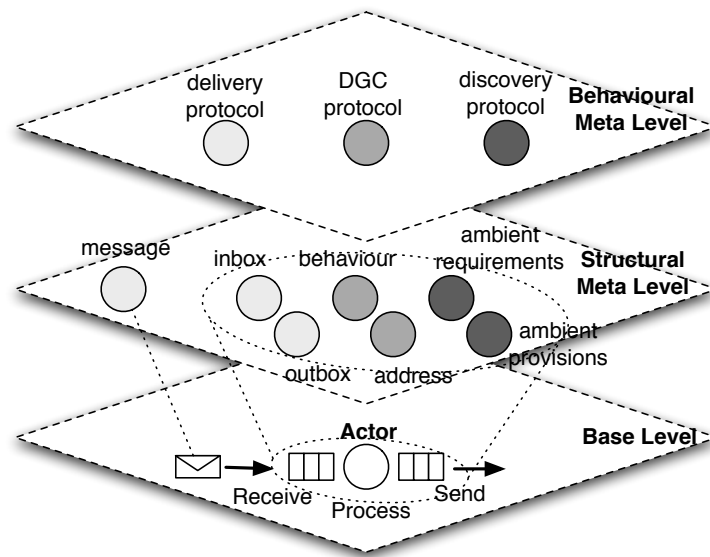 delivery
protocol
DGC
protocol
discovery
protocol
Behavioural
Meta Level
message
inbox
behaviour
ambient
requirements
Structural
Meta Level
outbox
address
ambient
provisions
Actor
Base Level
Receive
Process
Send